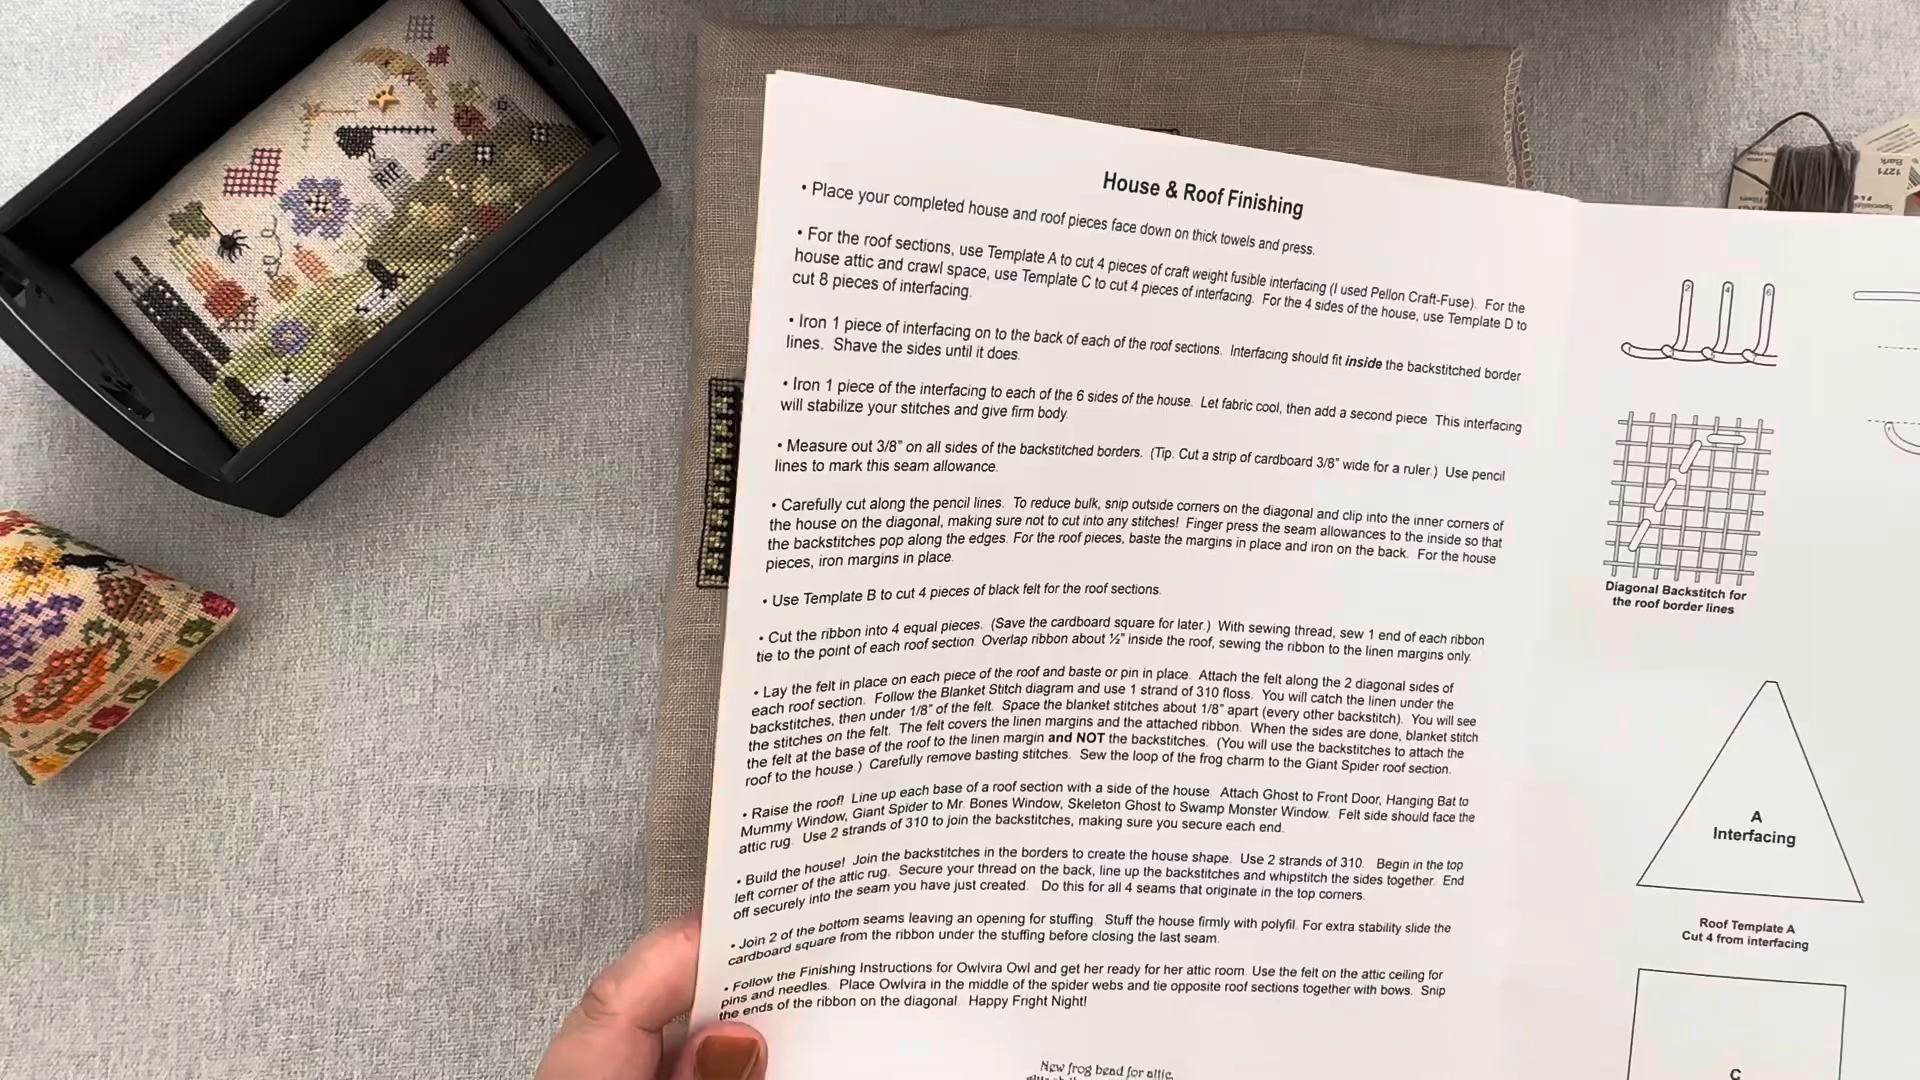 House & Roof Finishing
• Place your completed house and roof pieces face down on thick towels and press.
• For the roof sections, use Template A to cut 4 pieces of craft weight fusible interfacing (I used Pellon Craft-Fuse). For the
house attic and crawl space, use Template C to cut 4 pieces of interfacing. For the 4 sides of the house, use Template D to
cut 8 pieces of interfacing.
• Iron 1 piece of interfacing on to the back of each of the roof sections. Interfacing should fit inside the backstitched border
lines. Shave the sides until it does.
• Iron 1 piece of the interfacing to each of the 6 sides of the house. Let fabric cool, then add a second piece This interfacing
will stabilize your stitches and give firm body.
• Measure out 3/8" on all sides of the backstitched borders. (Tip. Cut a strip of cardboard 3/8" wide for a ruler.) Use pencil
lines to mark this seam allowance.
• Carefully cut along the pencil lines. To reduce bulk, snip outside corners on the diagonal and clip into the inner corners of
the house on the diagonal, making sure not to cut into any stitches! Finger press the seam allowances to the inside so that
the backstitches pop along the edges. For the roof pieces, baste the margins in place and iron on the back. For the house
pieces, iron margins in place.
• Use Template B to cut 4 pieces of black felt for the roof sections.
• Cut the ribbon into 4 equal pieces. (Save the cardboard square for later.) With sewing thread, sew 1 end of each ribbon
tie to the point of each roof section Overlap ribbon about ½" inside the roof, sewing the ribbon to the linen margins only.
• Lay the felt in place on each piece of the roof and baste or pin in place. Attach the felt along the 2 diagonal sides of
each roof section. Follow the Blanket Stitch diagram and use 1 strand of 310 floss. You will catch the linen under the
backstitches, then under 1/8" of the felt. Space the blanket stitches about 1/8" apart (every other backstitch). You will see
the stitches on the felt. The felt covers the linen margins and the attached ribbon. When the sides are done, blanket stitch
the felt at the base of the roof to the linen margin and NOT the backstitches. (You will use the backstitches to attach the
roof to the house.) Carefully remove basting stitches. Sew the loop of the frog charm to the Giant Spider roof section.
• Raise the roof! Line up each base of a roof section with a side of the house. Attach Ghost to Front Door, Hanging Bat to
Mummy Window, Giant Spider to Mr. Bones Window, Skeleton Ghost to Swamp Monster Window. Felt side should face the
attic rug. Use 2 strands of 310 to join the backstitches, making sure you secure each end.
• Build the house! Join the backstitches in the borders to create the house shape. Use 2 strands of 310. Begin in the top
left corner of the attic rug. Secure your thread on the back, line up the backstitches and whipstitch the sides together. End
off securely into the seam you have just created. Do this for all 4 seams that originate in the top corners.
• Join 2 of the bottom seams leaving an opening for stuffing. Stuff the house firmly with polyfil. For extra stability slide the
cardboard square from the ribbon under the stuffing before closing the last seam.
• Follow the Finishing Instructions for Owlvira Owl and get her ready for her attic room. Use the felt on the attic ceiling for
pins and needles. Place Owlvira in the middle of the spider webs and tie opposite roof sections together with bows. Snip
the ends of the ribbon on the diagonal. Happy Fright Night!
New frog bead for attic.
Diagonal Backstitch for
the roof border lines
A
Interfacing
Roof Template A
Cut 4 from interfacing
C
RIP
1271
Bark